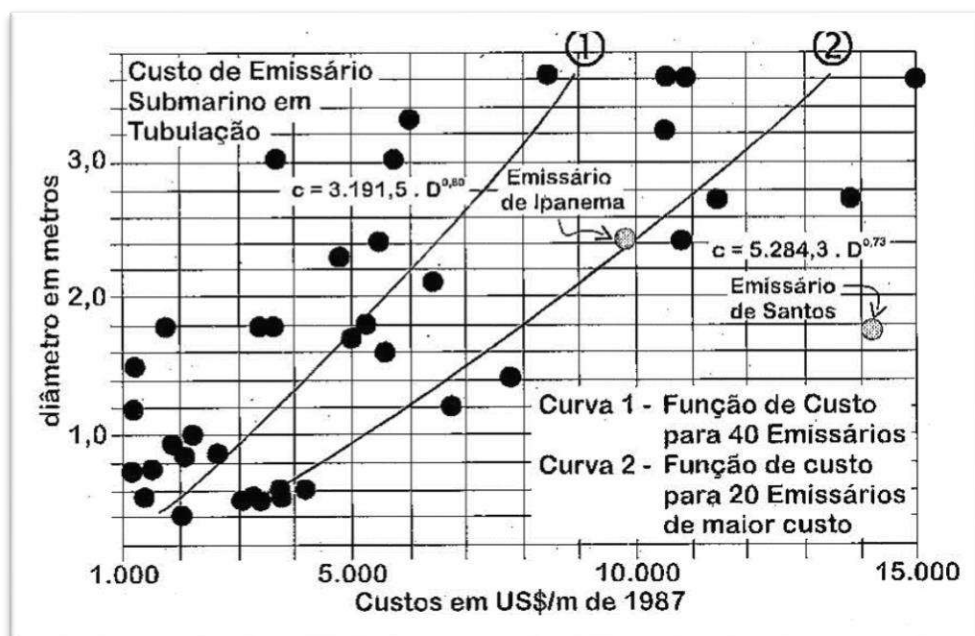 1
2
Custo de Emissário
Submarino em
Tubulação
c = 3.191,5 . D^0,80
Emissário
de Ipanema
c = 5.284,3 . D^0,73
Emissário
de Santos
Curva 1 - Função de Custo
para 40 Emissários
Curva 2 - Função de custo
para 20 Emissários
de maior custo
diâmetro em metros
3,0
2,0
1,0
1.000
5.000
10.000
15.000
Custos em US$/m de 1987